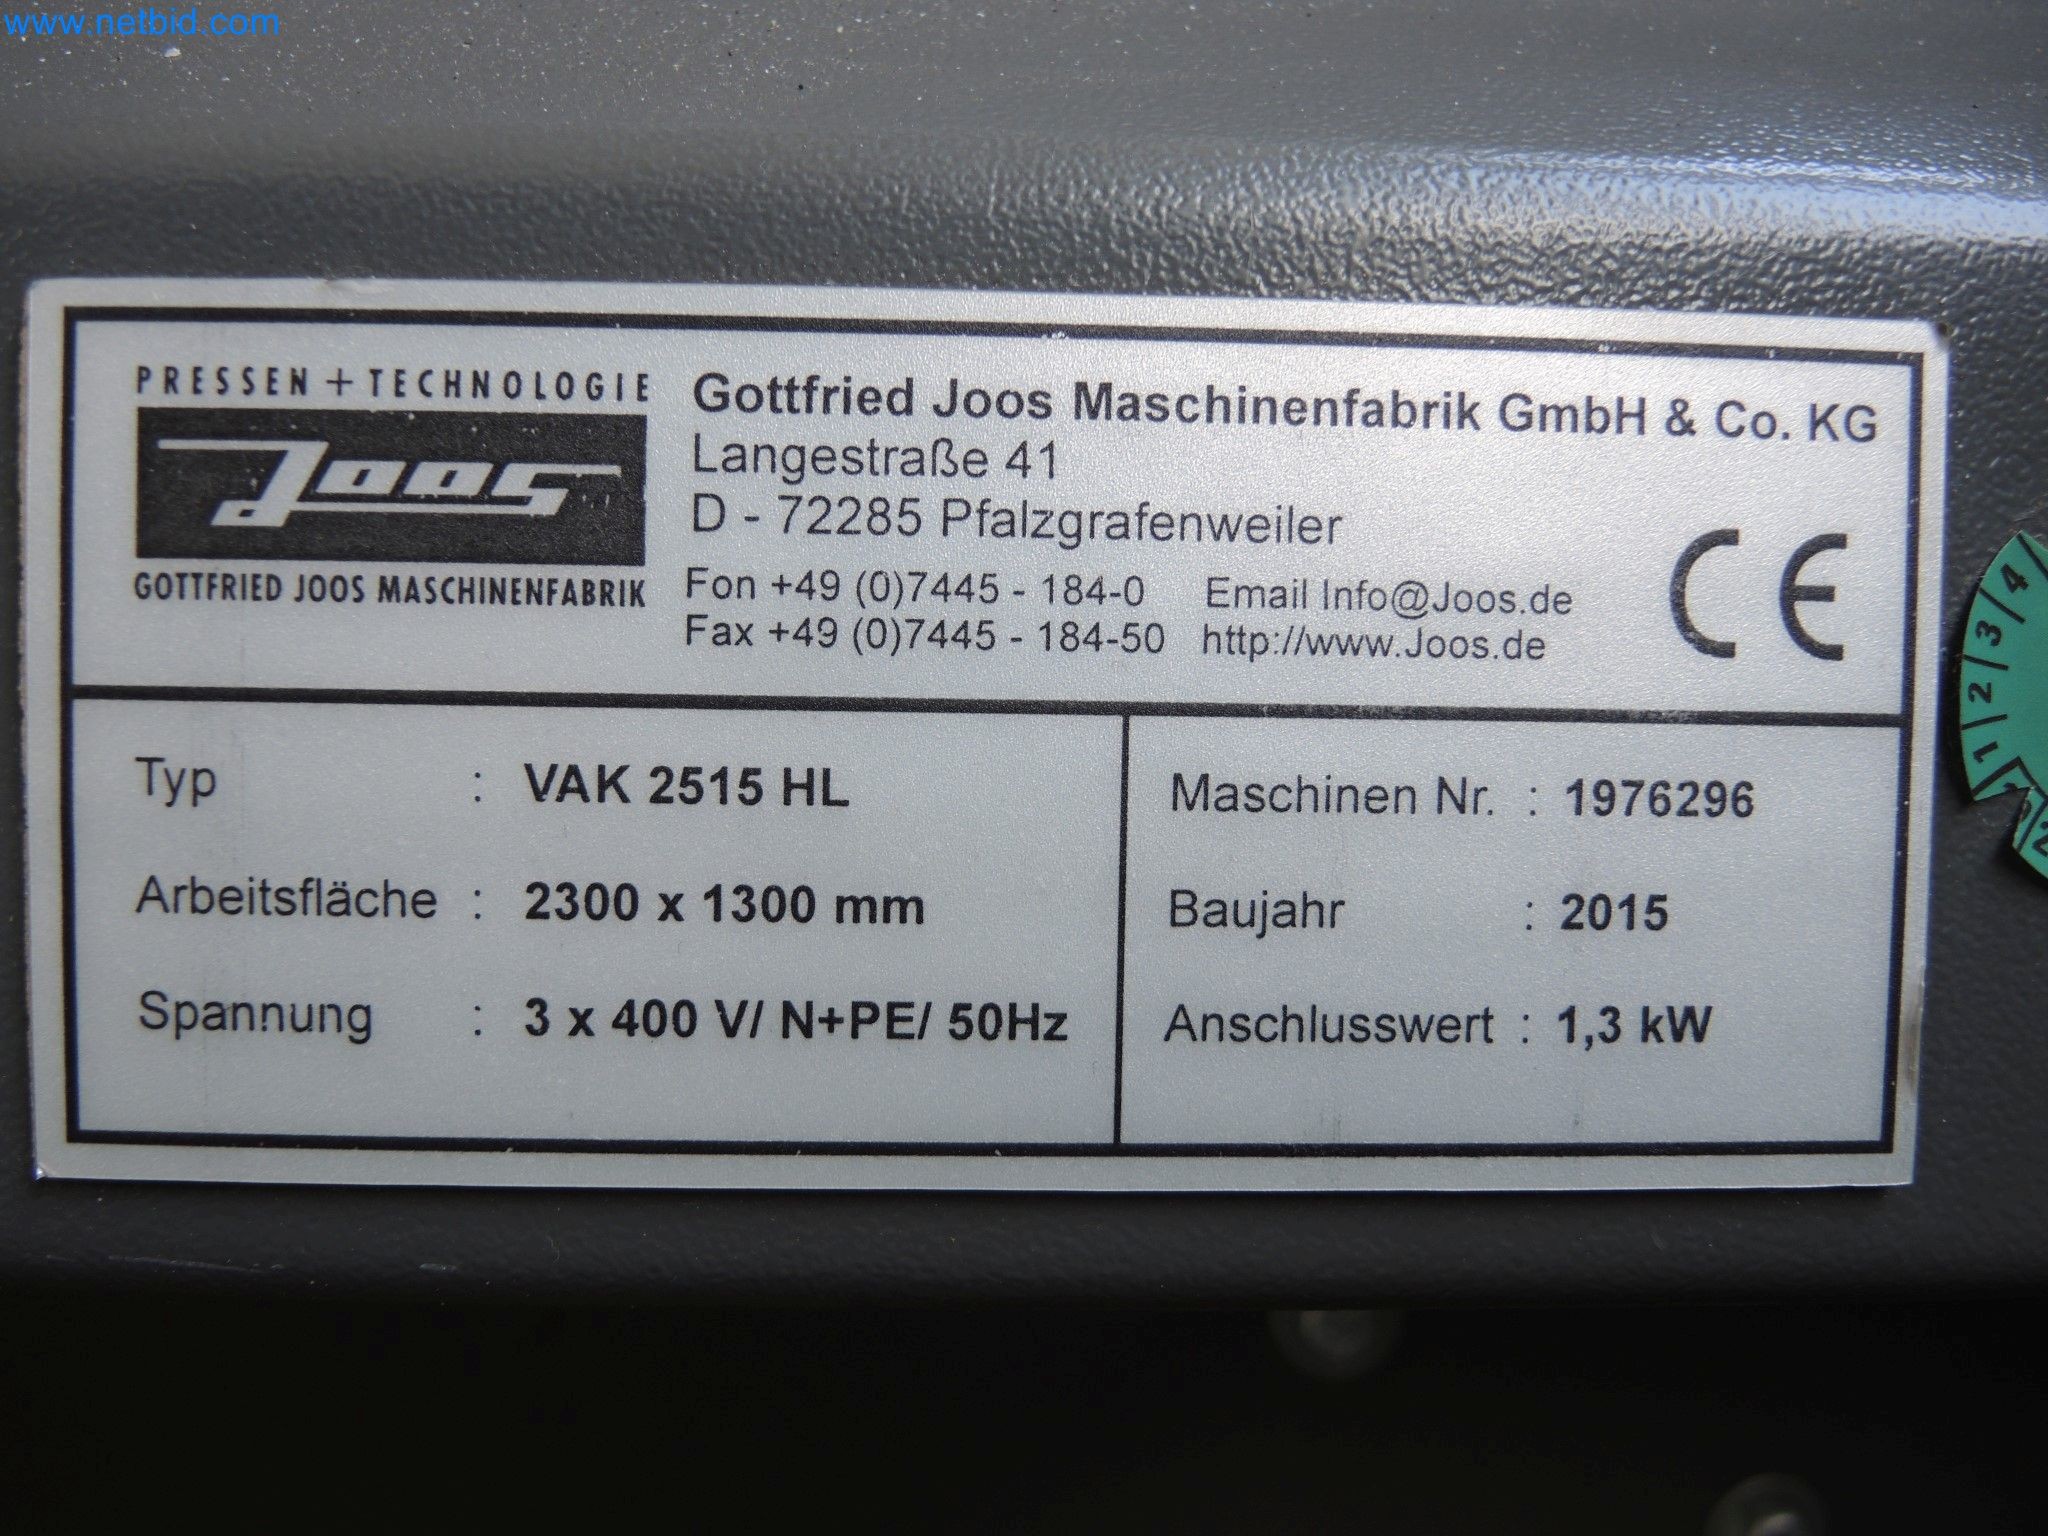 www.netbid.com
PRESSEN + TECHNOLOGIE
Joos
GOTTFRIED JOOS MASCHINENFABRIK
Gottfried Joos Maschinenfabrik GmbH & Co. KG
Langestraße 41
D - 72285 Pfalzgrafenweiler
Fon +49 (0)7445 - 184-0 Email Info@Joos.de
Fax +49 (0)7445 - 184-50 http://www.Joos.de
CE
Typ : VAK 2515 HL
Arbeitsfläche : 2300 x 1300 mm
Spannung : 3 x 400 V/ N+PE/ 50Hz
Maschinen Nr. : 1976296
Baujahr : 2015
Anschlusswert : 1,3 kW
1/2/3/4